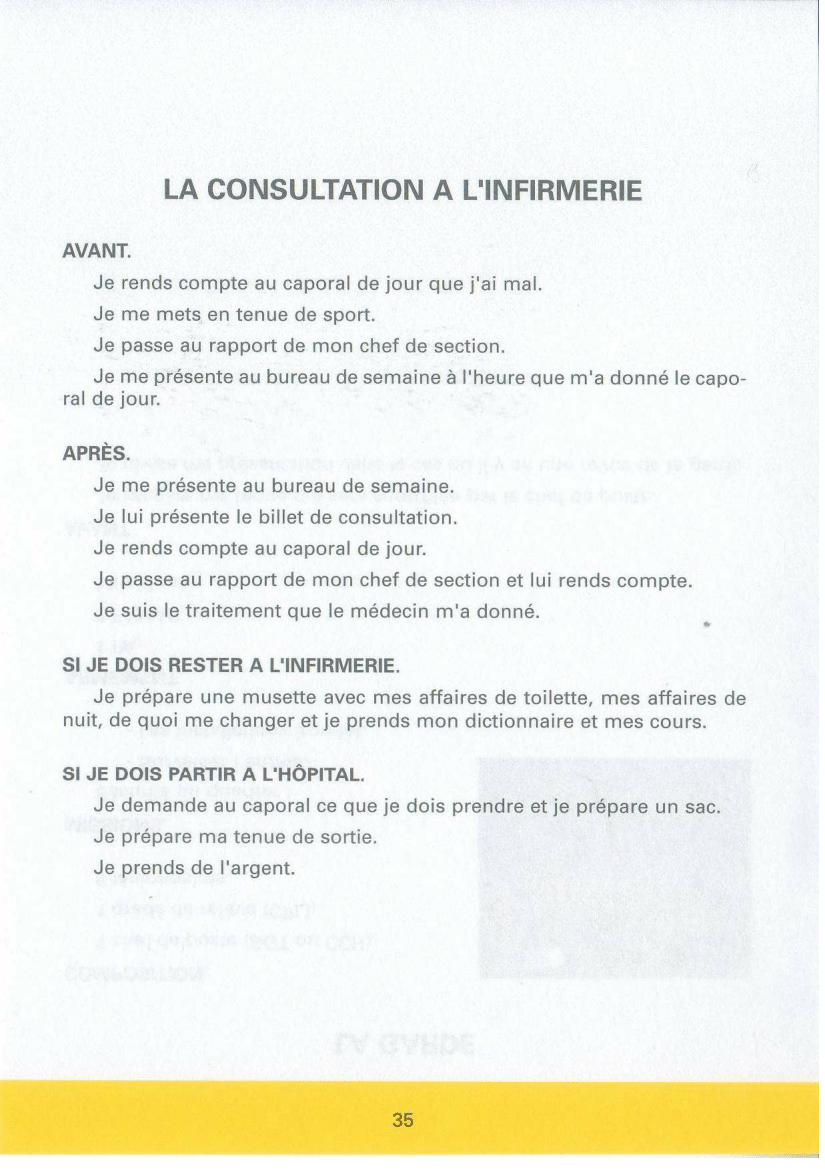 LA CONSULTATION A L'INFIRMERIE
AVANT.
Je rends compte au caporal de jour que j'ai mal.
Je me mets en tenue de sport.
Je passe au rapport de mon chef de section.
Je me présente au bureau de semaine à l'heure que m'a donné le capo-
ral de jour.
APRÈS.
Je me présente au bureau de semaine.
Je lui présente le billet de consultation.
Je rends compte au caporal de jour.
Je passe au rapport de mon chef de section et lui rends compte.
Je suis le traitement que le médecin m'a donné.
SI JE DOIS RESTER A L'INFIRMERIE.
Je prépare une musette avec mes affaires de toilette, mes affaires de
nuit, de quoi me changer et je prends mon dictionnaire et mes cours.
SI JE DOIS PARTIR A L'HÔPITAL.
Je demande au caporal ce que je dois prendre et je prépare un sac.
Je prépare ma tenue de sortie.
Je prends de l'argent.
35